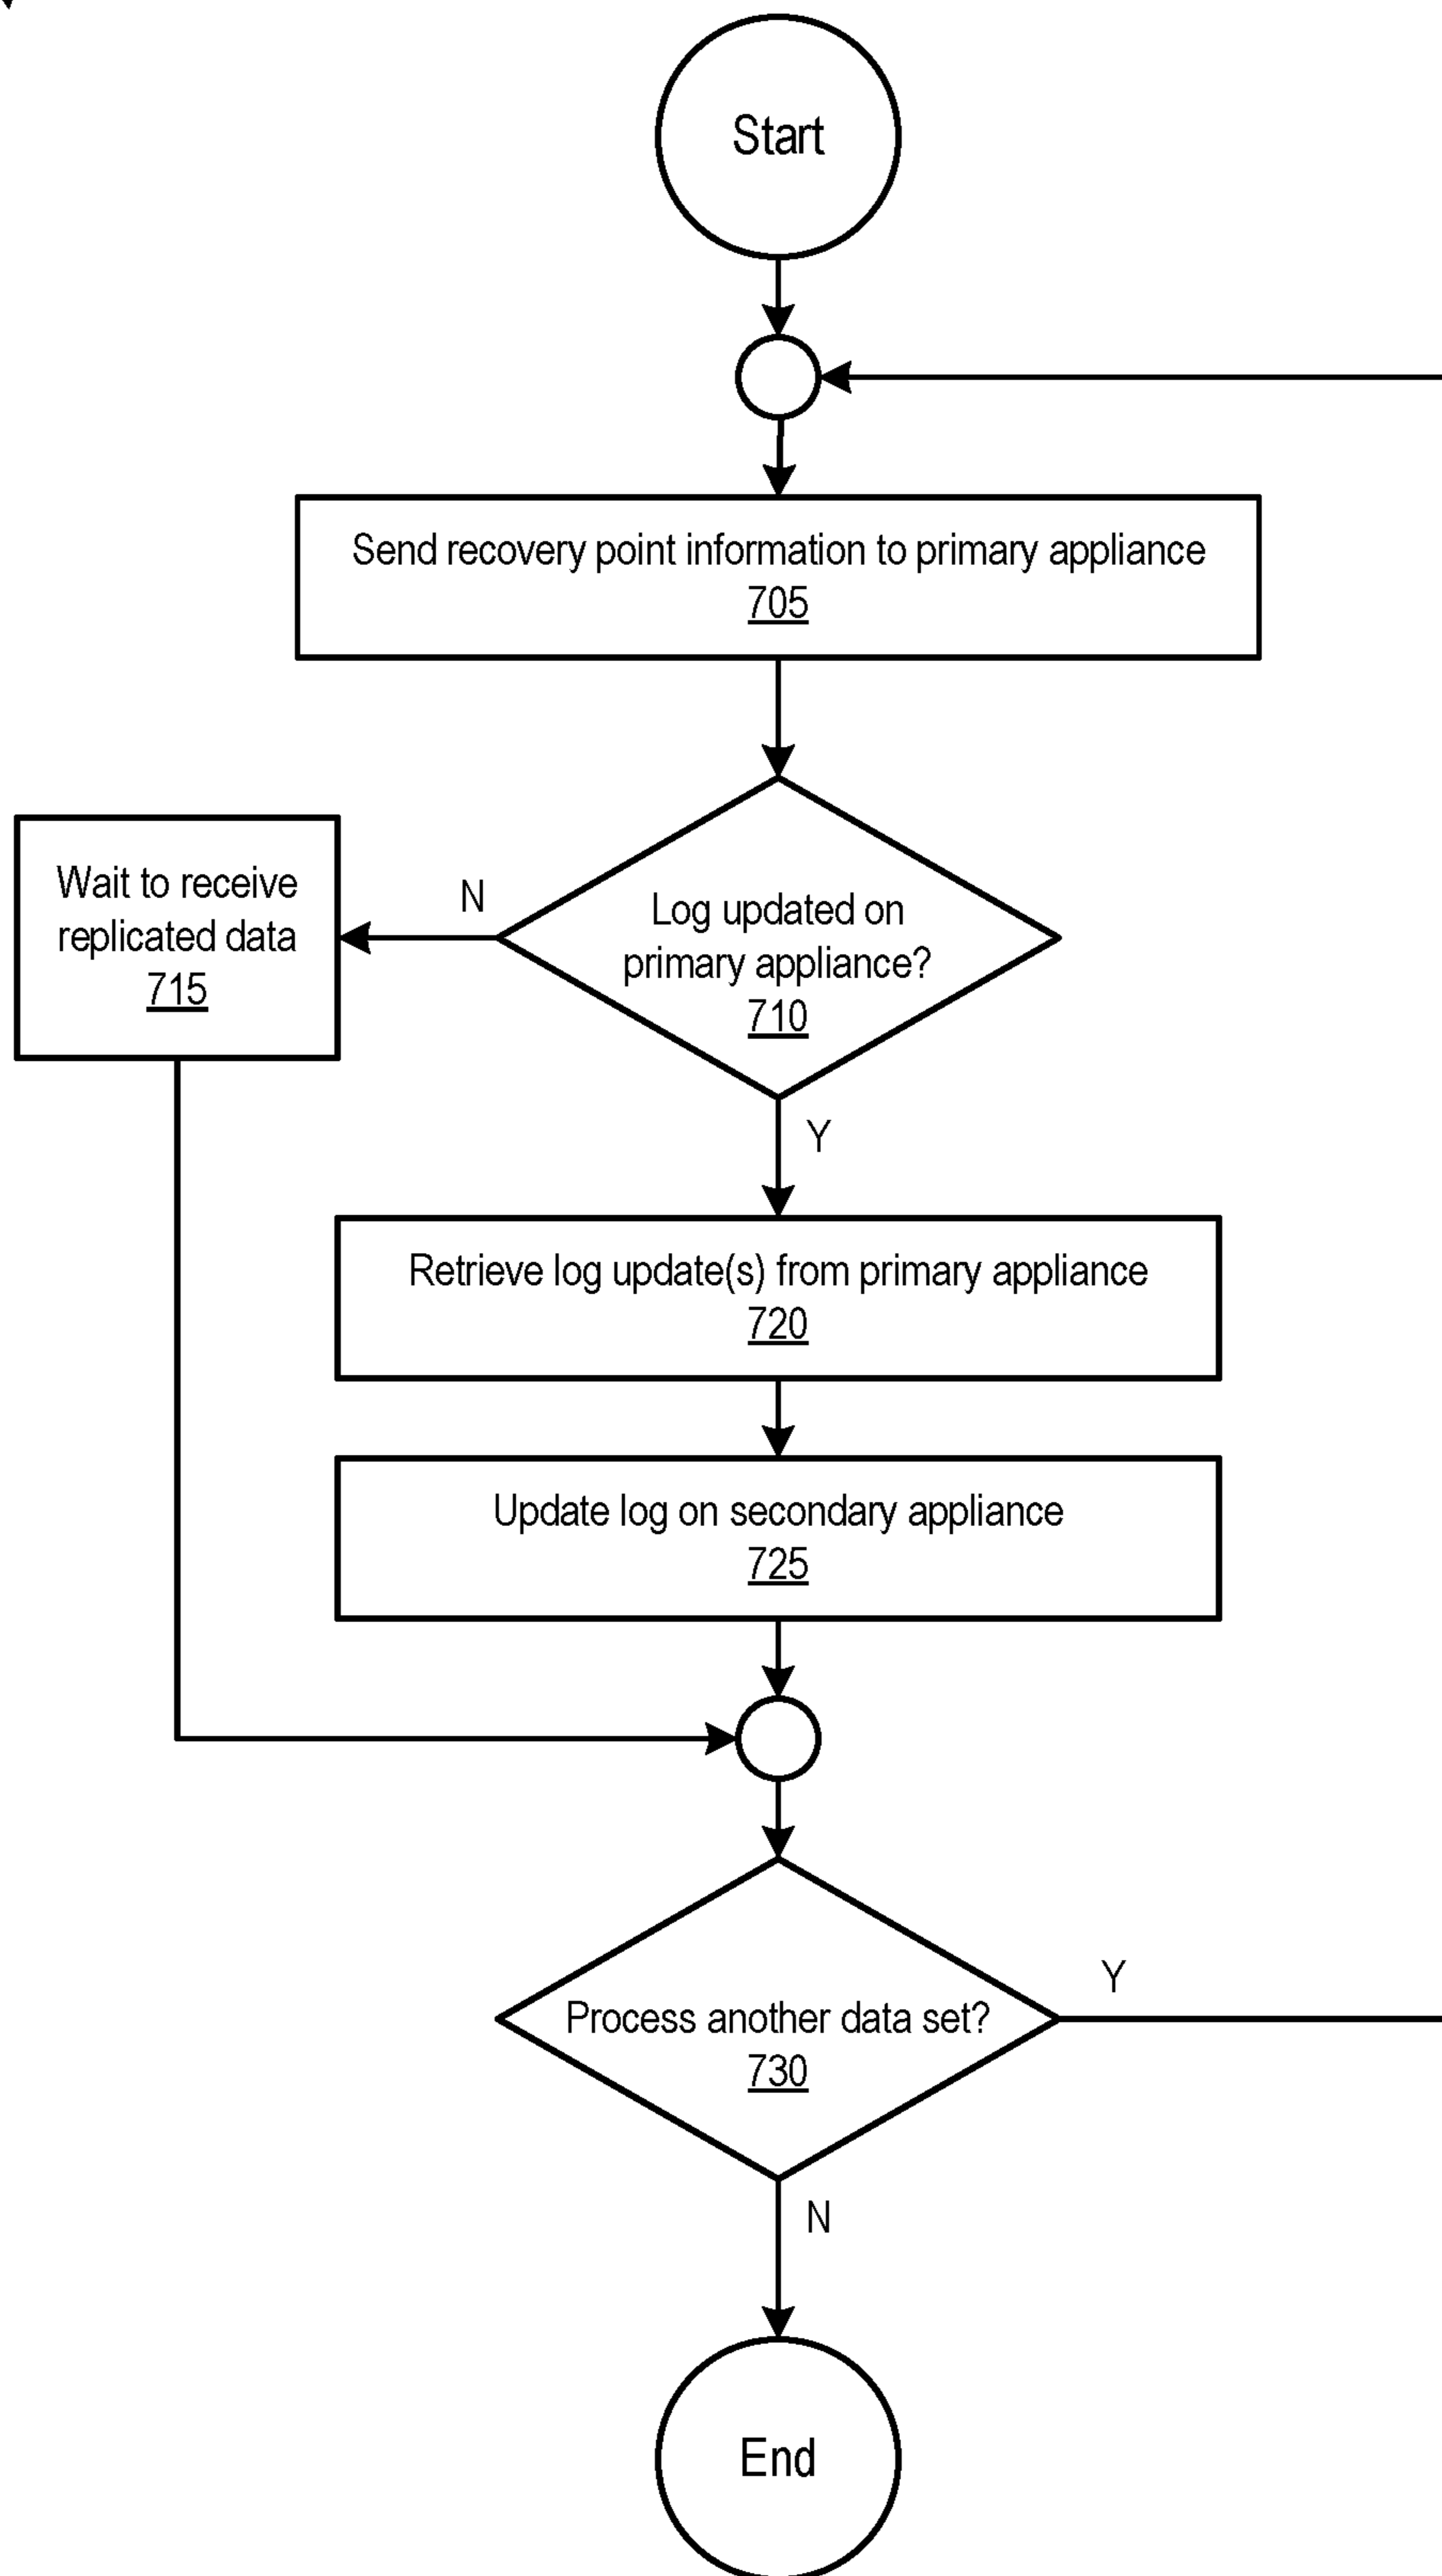 Start
Send recovery point information to primary appliance
705
Wait to receive
replicated data
715
N
Log updated on
primary appliance?
710
Y
Retrieve log update(s) from primary appliance
720
Update log on secondary appliance
725
Process another data set?
730
Y
N
End